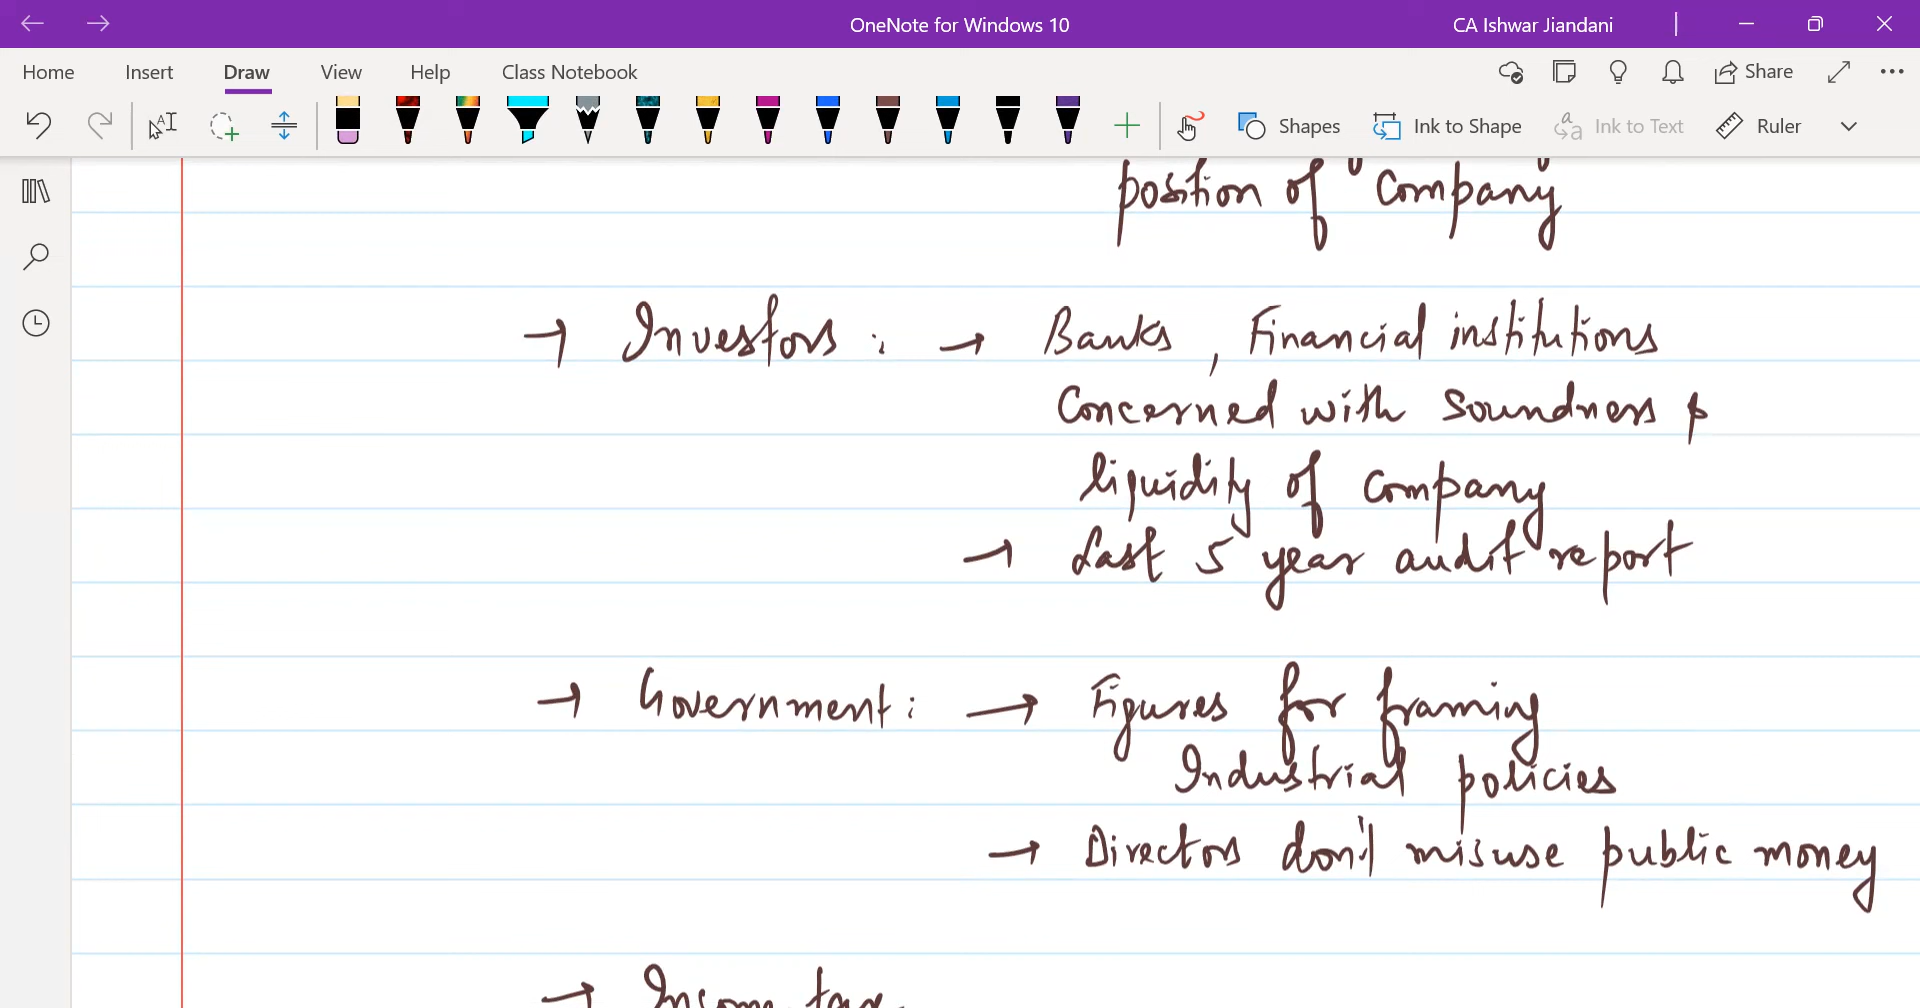 OneNote for Windows 10
CA Ishwar Jiandani
Home Insert Draw View Help Class Notebook
Share
Shapes Ink to Shape Ink to Text Ruler
position of Company
→ Investors : → Banks, Financial institutions
Concerned with Soundness &
liquidity of Company
→ Last 5 year audit report
→ Government : → Figures for framing
Industrial policies
→ Directors don't misuse public money
→ Income tax